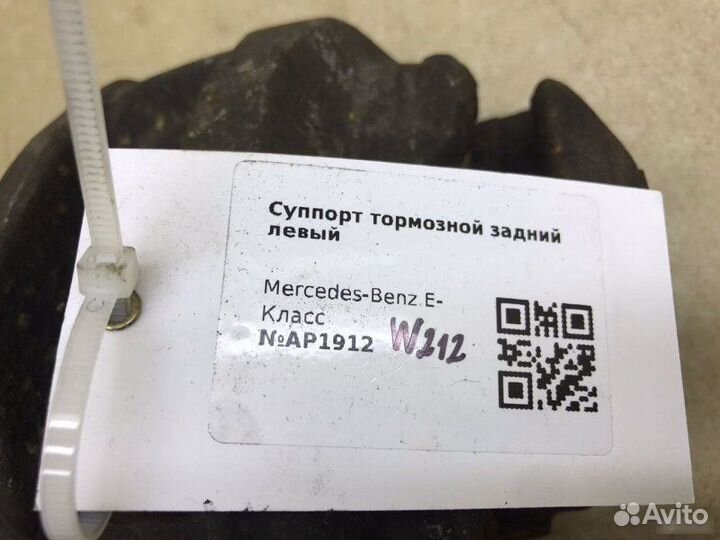 Суппорт тормозной задний
левый
Mercedes-Benz E-
Класс
№AP1912 W212
Avito